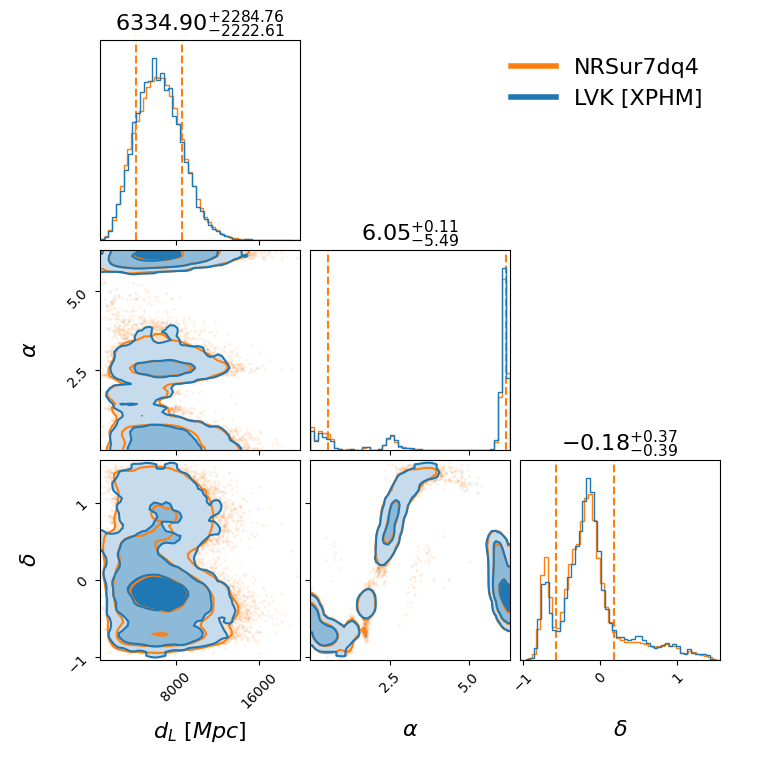 6334.90+2284.76−2222.61
NRSur7dq4
LVK [XPHM]
6.05+0.11−5.49
α
5.0
2.5
−0.18+0.37−0.39
δ
1
0
−1
8000
16000
2.5
5.0
−1
0
1
d_L [Mpc]
α
δ